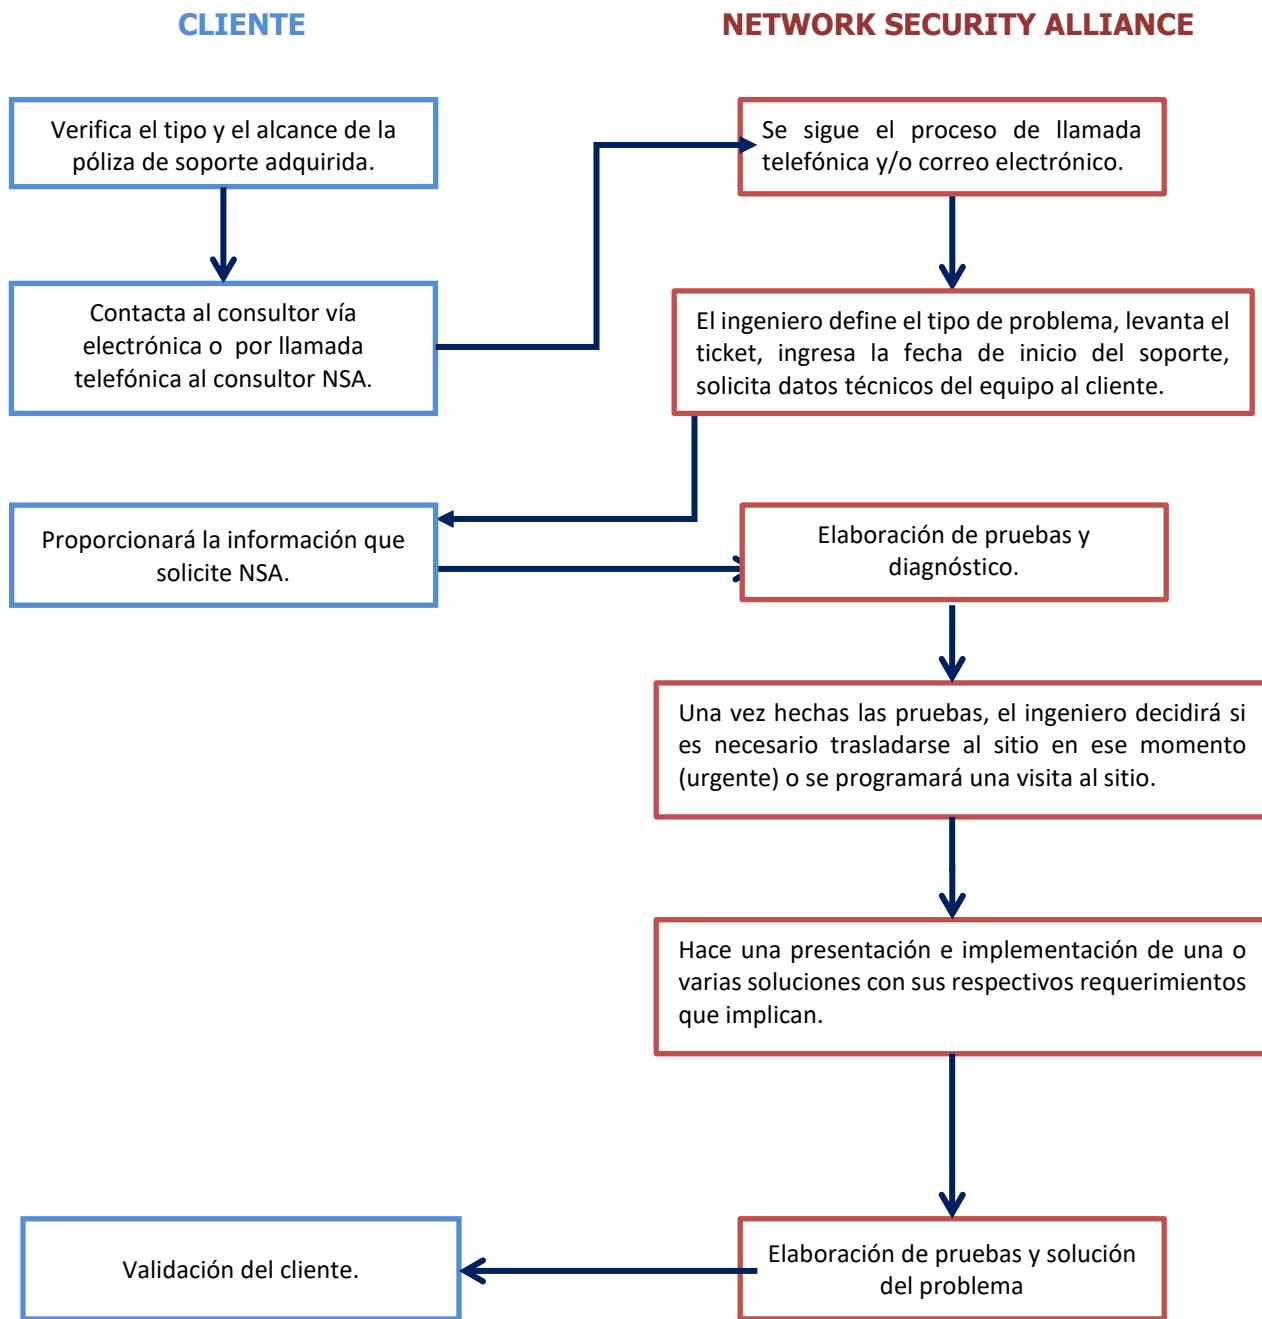 CLIENTE
NETWORK SECURITY ALLIANCE
Verifica el tipo y el alcance de la
póliza de soporte adquirida.
Se sigue el proceso de llamada
telefónica y/o correo electrónico.
Contacta al consultor vía
electrónica o por llamada
telefónica al consultor NSA.
El ingeniero define el tipo de problema, levanta el
ticket, ingresa la fecha de inicio del soporte,
solicita datos técnicos del equipo al cliente.
Proporcionará la información que
solicite NSA.
Elaboración de pruebas y
diagnóstico.
Una vez hechas las pruebas, el ingeniero decidirá si
es necesario trasladarse al sitio en ese momento
(urgente) o se programará una visita al sitio.
Hace una presentación e implementación de una o
varias soluciones con sus respectivos requerimientos
que implican.
Elaboración de pruebas y solución
del problema
Validación del cliente.